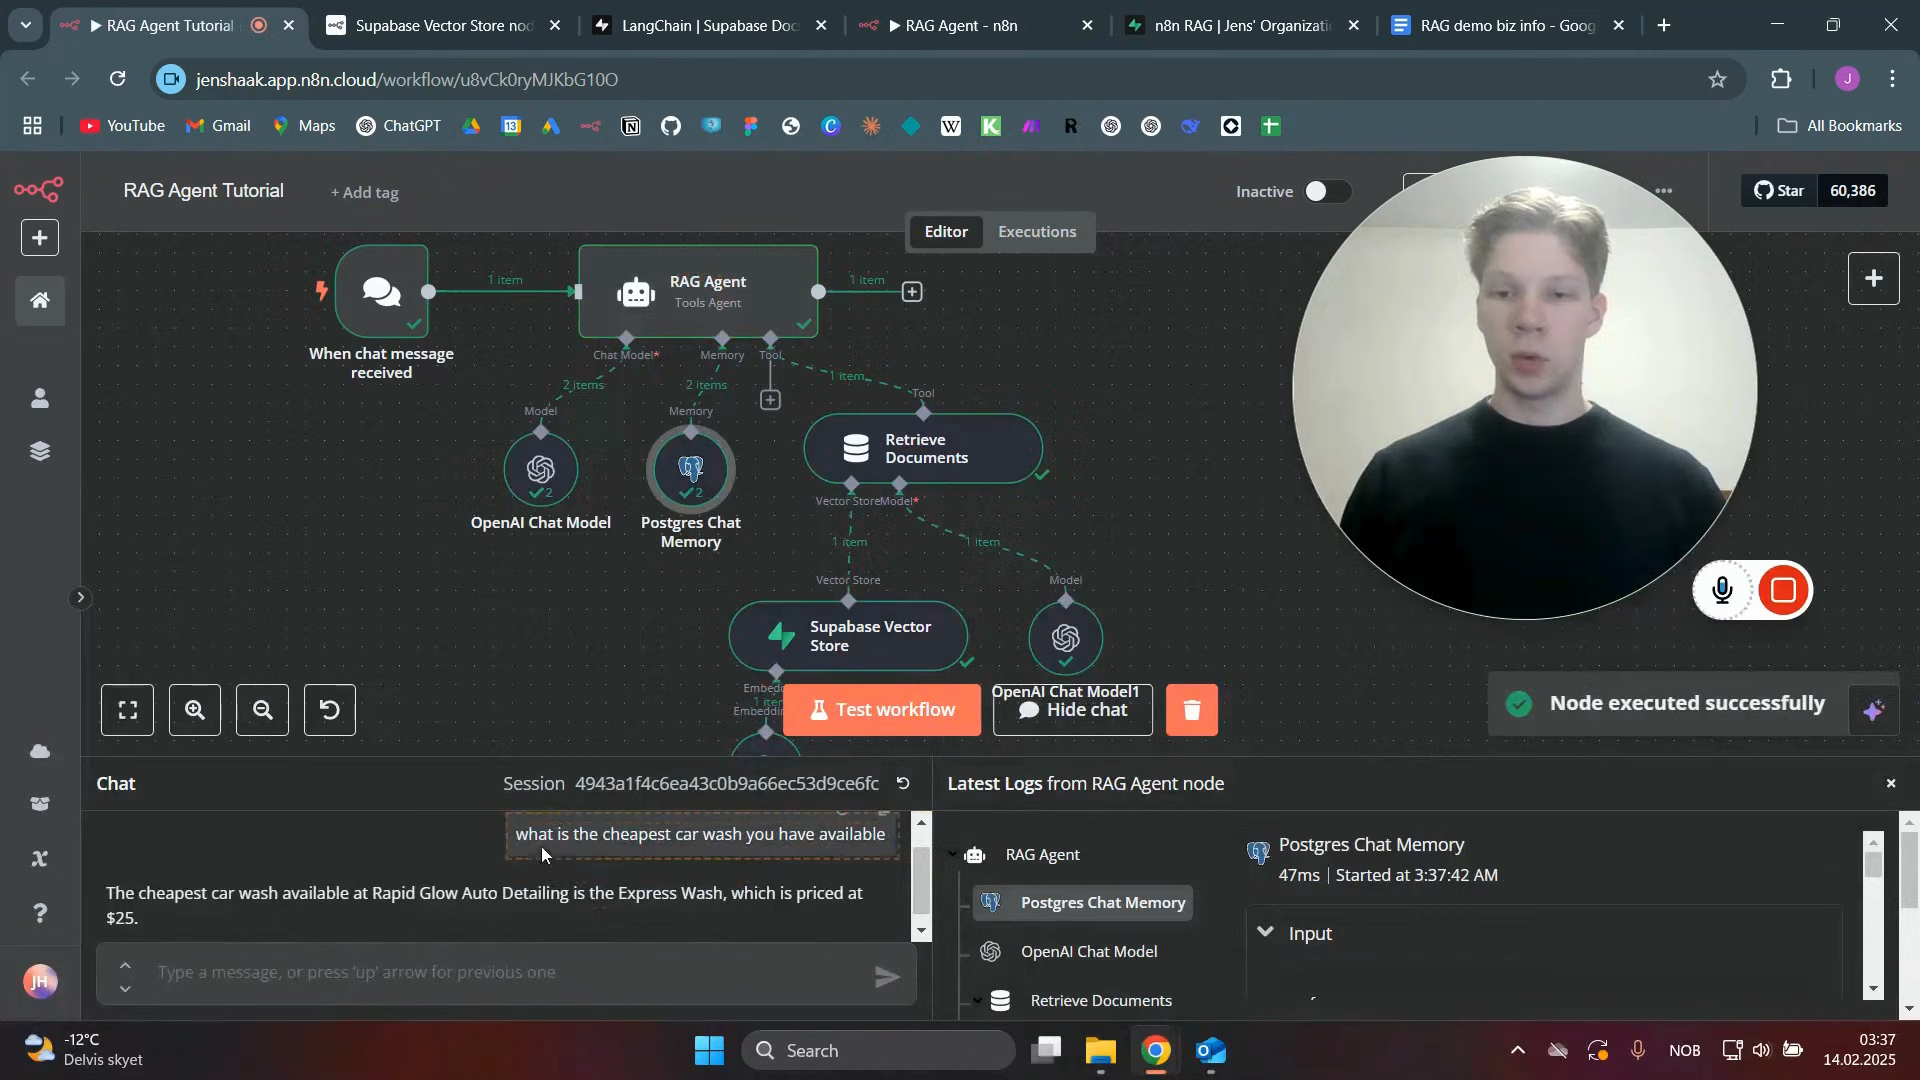 RAG Agent Tutorial
Supabase Vector Store nod
LangChain | Supabase Doc
RAG Agent - n8n
n8n RAG | Jens' Organizati
RAG demo biz info - Goog
jenshaak.app.n8n.cloud/workflow/u8vCk0ryMJKbG10O
J
YouTube
Gmail
Maps
ChatGPT
All Bookmarks
RAG Agent Tutorial
+ Add tag
Inactive
Star
60,386
Editor
Executions
1 item
RAG Agent
Tools Agent
1 item
When chat message
received
Chat Model*
Memory
Tool
2 items
2 items
1 item
Model
Memory
Tool
Retrieve
Documents
2
2
OpenAI Chat Model
Postgres Chat
Memory
Vector Store
Model*
1 item
1 item
Vector Store
Model
Supabase Vector
Store
OpenAI Chat Model1
Test workflow
Hide chat
Node executed successfully
Chat
Session 4943a1f4c6ea43c0b9a66ec53d9ce6fc
Latest Logs from RAG Agent node
what is the cheapest car wash you have available
The cheapest car wash available at Rapid Glow Auto Detailing is the Express Wash, which is priced at
$25.
Type a message, or press 'up' arrow for previous one
RAG Agent
Postgres Chat Memory
OpenAI Chat Model
Retrieve Documents
Postgres Chat Memory
47ms | Started at 3:37:42 AM
Input
JH
-12°C
Delvis skyet
Search
NOB
03:37
14.02.2025